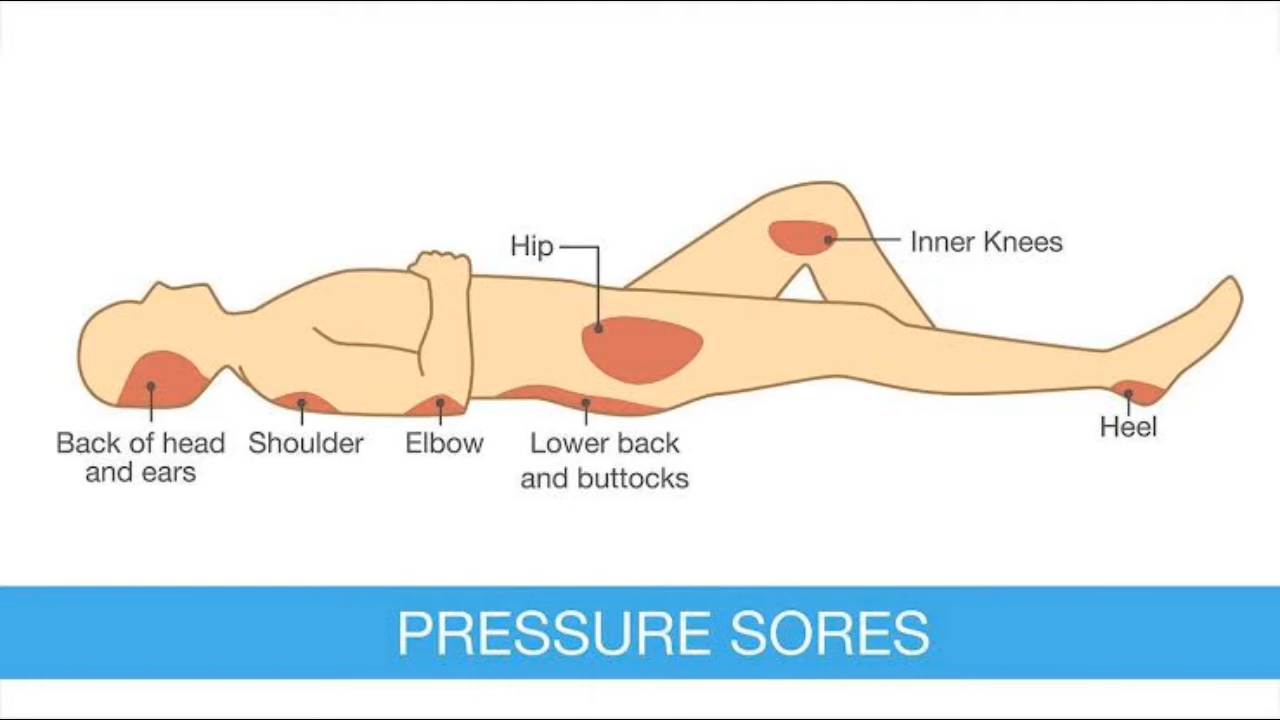 Hip
Inner Knees
Back of head
and ears
Shoulder
Elbow
Lower back
and buttocks
Heel
PRESSURE SORES